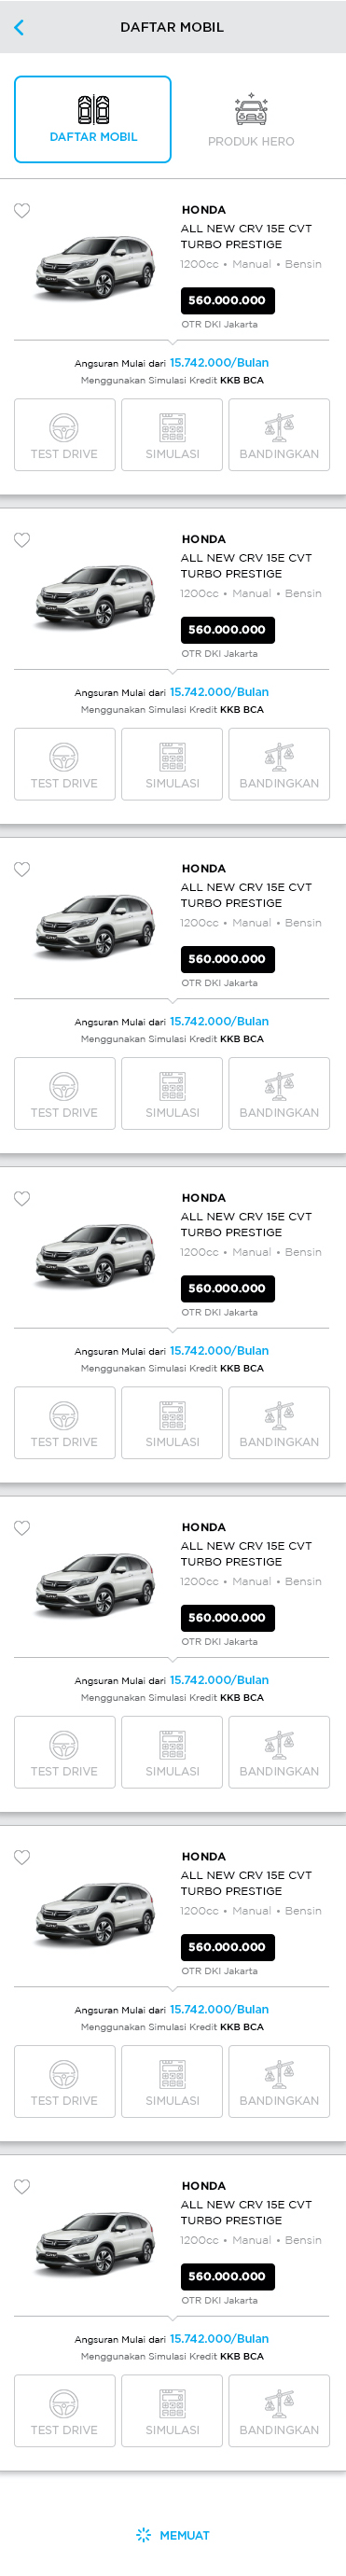 DAFTAR MOBIL
DAFTAR MOBIL
PRODUK HERO
HONDA
ALL NEW CRV 15E CVT
TURBO PRESTIGE
1200cc • Manual • Bensin
560.000.000
OTR DKI Jakarta
Angsuran Mulai dari 15.742.000/Bulan
Menggunakan Simulasi Kredit KKB BCA
TEST DRIVE
SIMULASI
BANDINGKAN
HONDA
ALL NEW CRV 15E CVT
TURBO PRESTIGE
1200cc • Manual • Bensin
560.000.000
OTR DKI Jakarta
Angsuran Mulai dari 15.742.000/Bulan
Menggunakan Simulasi Kredit KKB BCA
TEST DRIVE
SIMULASI
BANDINGKAN
HONDA
ALL NEW CRV 15E CVT
TURBO PRESTIGE
1200cc • Manual • Bensin
560.000.000
OTR DKI Jakarta
Angsuran Mulai dari 15.742.000/Bulan
Menggunakan Simulasi Kredit KKB BCA
TEST DRIVE
SIMULASI
BANDINGKAN
HONDA
ALL NEW CRV 15E CVT
TURBO PRESTIGE
1200cc • Manual • Bensin
560.000.000
OTR DKI Jakarta
Angsuran Mulai dari 15.742.000/Bulan
Menggunakan Simulasi Kredit KKB BCA
TEST DRIVE
SIMULASI
BANDINGKAN
HONDA
ALL NEW CRV 15E CVT
TURBO PRESTIGE
1200cc • Manual • Bensin
560.000.000
OTR DKI Jakarta
Angsuran Mulai dari 15.742.000/Bulan
Menggunakan Simulasi Kredit KKB BCA
TEST DRIVE
SIMULASI
BANDINGKAN
HONDA
ALL NEW CRV 15E CVT
TURBO PRESTIGE
1200cc • Manual • Bensin
560.000.000
OTR DKI Jakarta
Angsuran Mulai dari 15.742.000/Bulan
Menggunakan Simulasi Kredit KKB BCA
TEST DRIVE
SIMULASI
BANDINGKAN
HONDA
ALL NEW CRV 15E CVT
TURBO PRESTIGE
1200cc • Manual • Bensin
560.000.000
OTR DKI Jakarta
Angsuran Mulai dari 15.742.000/Bulan
Menggunakan Simulasi Kredit KKB BCA
TEST DRIVE
SIMULASI
BANDINGKAN
MEMUAT